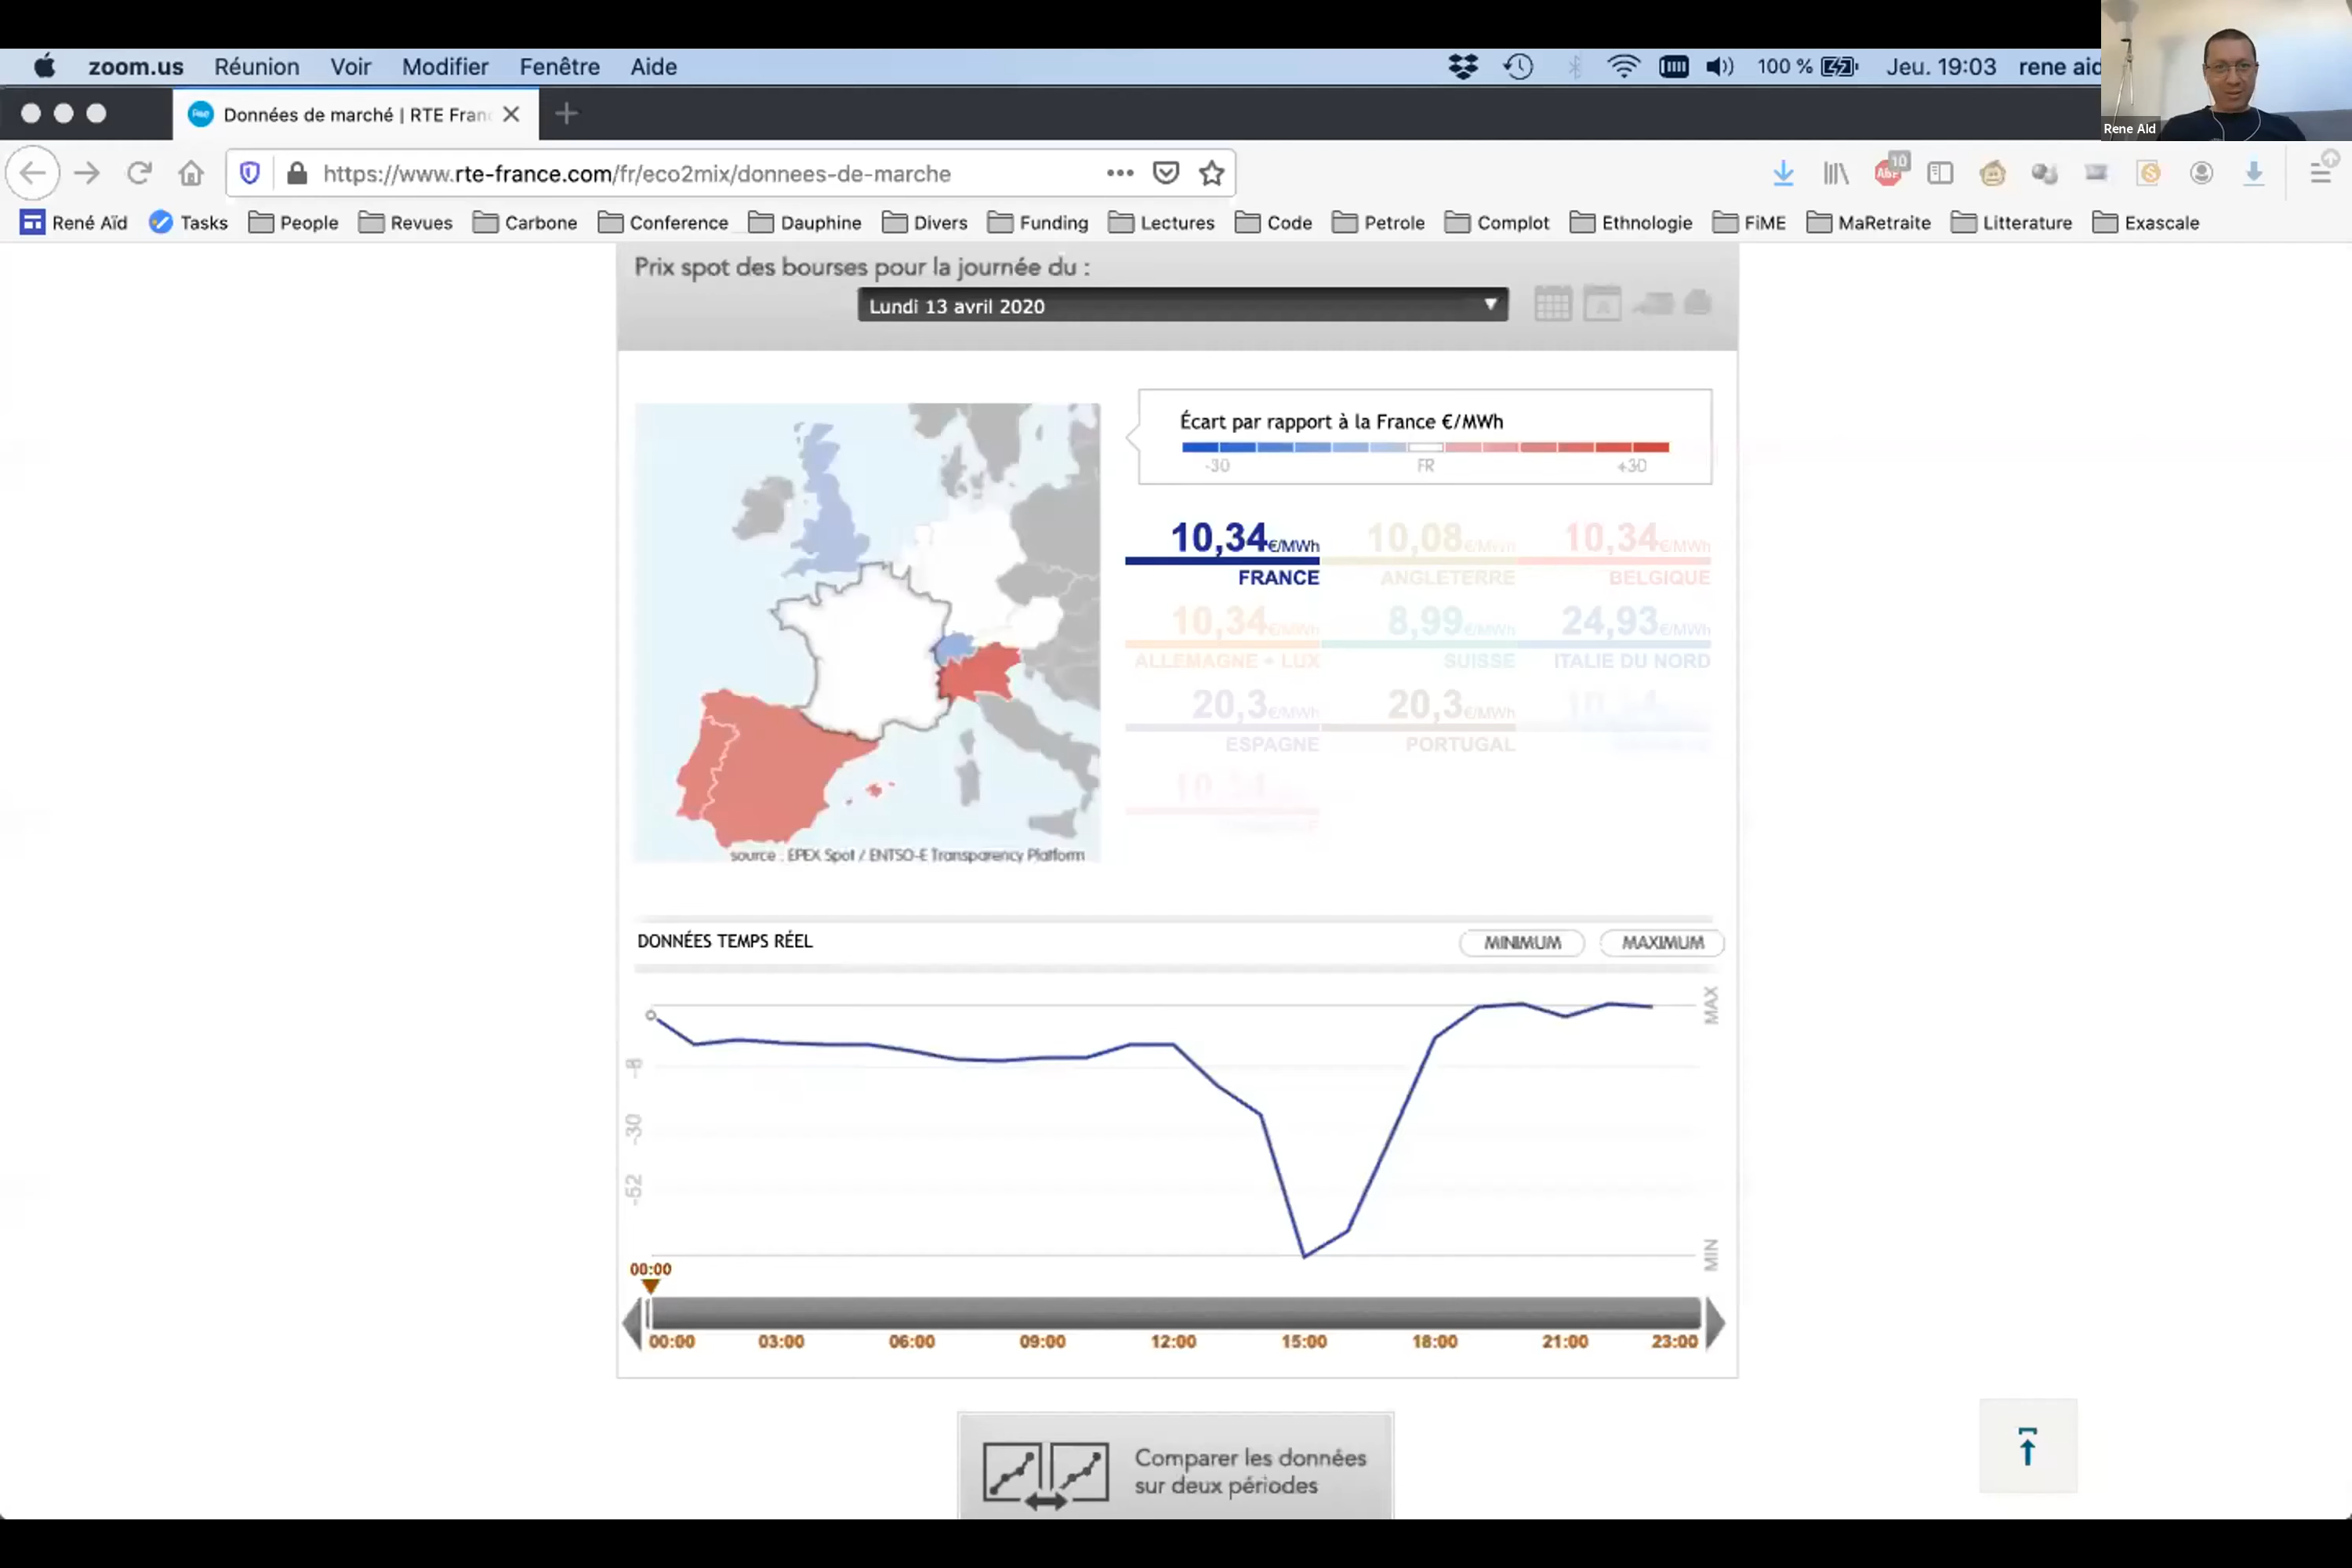 zoom.us Réunion Voir Modifier Fenêtre Aide 100 % Jeu. 19:03 rene aid
Rene AId
Données de marché | RTE Fran
https://www.rte-france.com/fr/eco2mix/donnees-de-marche
10
René Aïd Tasks People Revues Carbone Conference Dauphine Divers Funding Lectures Code Petrole Complot Ethnologie FiME MaRetraite Litterature Exascale
Prix spot des bourses pour la journée du :
Lundi 13 avril 2020
Écart par rapport à la France €/MWh
-30 FR +30
10,34€/MWh 10,08€/MWh 10,34€/MWh
FRANCE ANGLETERRE BELGIQUE
10,34€/MWh 8,99€/MWh 24,93€/MWh
ALLEMAGNE + LUX SUISSE ITALIE DU NORD
20,3€/MWh 20,3€/MWh
ESPAGNE PORTUGAL
10,34
source : EPEX Spot / ENTSO-E Transparency Platform
DONNÉES TEMPS RÉEL MINIMUM MAXIMUM
MAX
-8
-30
-52
MIN
00:00
00:00 03:00 06:00 09:00 12:00 15:00 18:00 21:00 23:00
Comparer les données
sur deux périodes